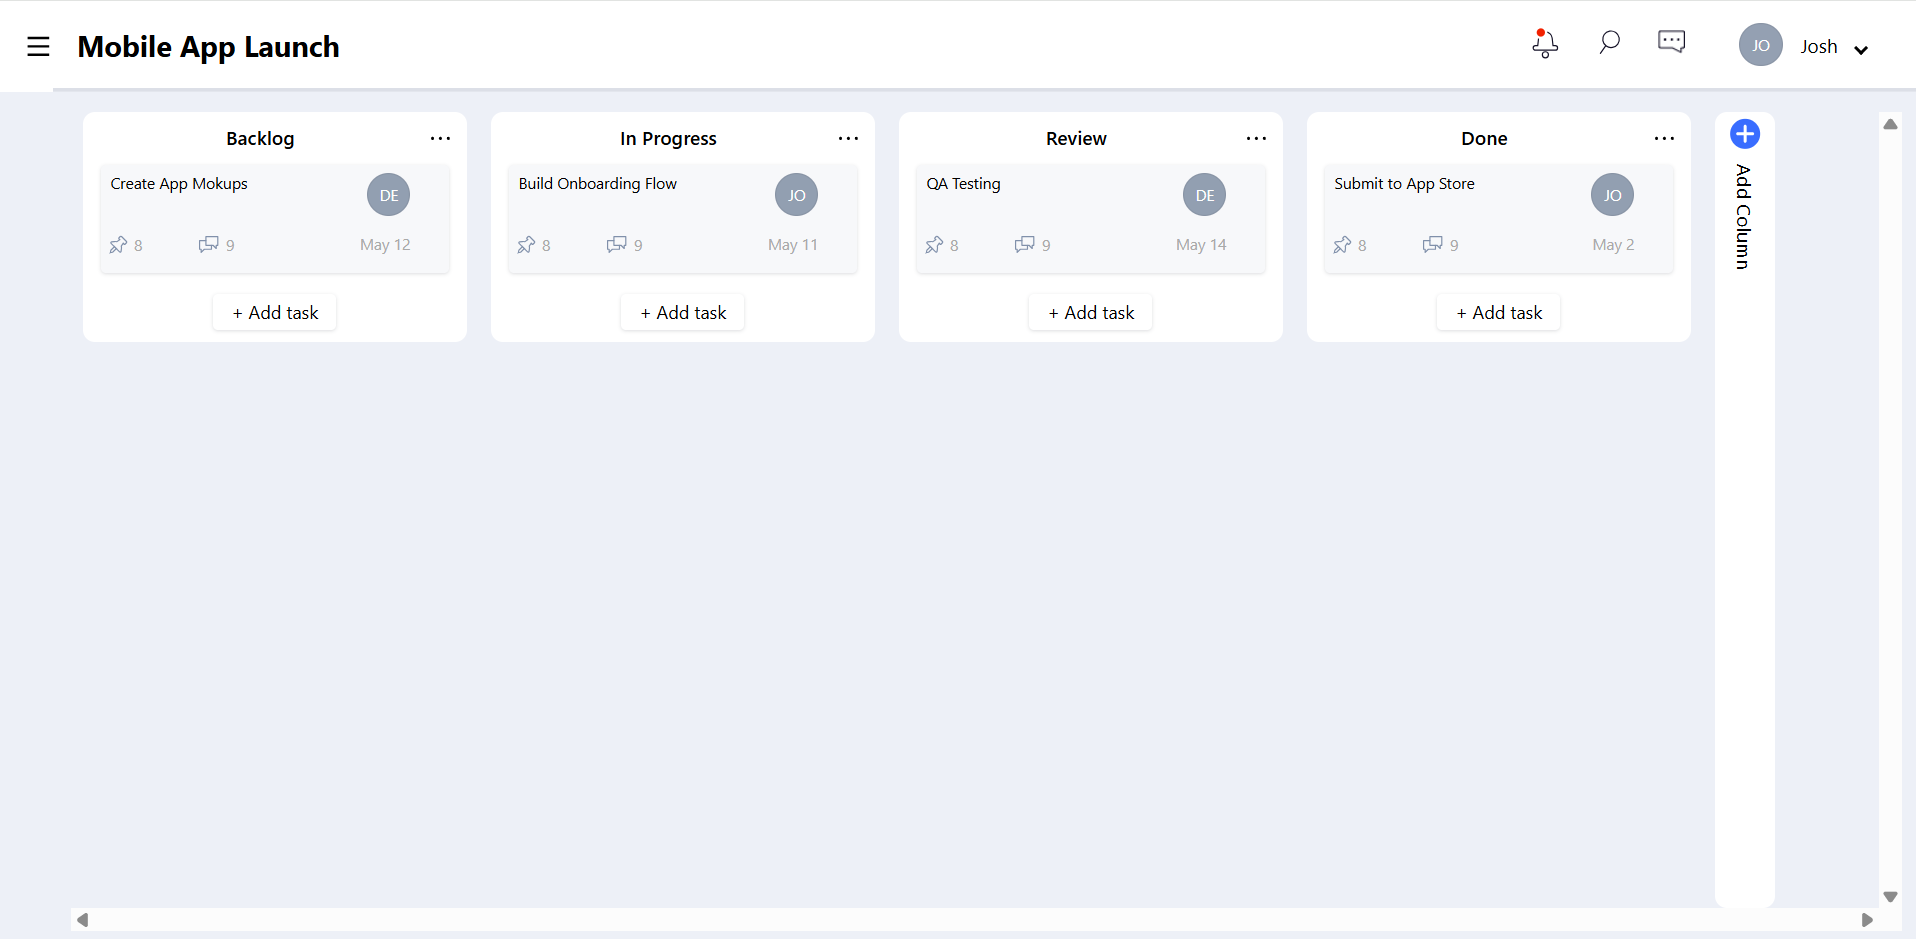 Mobile App Launch
JO Josh
Backlog ...
Create App Mokups DE
8 9 May 12
+ Add task
In Progress ...
Build Onboarding Flow JO
8 9 May 11
+ Add task
Review ...
QA Testing DE
8 9 May 14
+ Add task
Done ...
Submit to App Store JO
8 9 May 2
+ Add task
Add Column